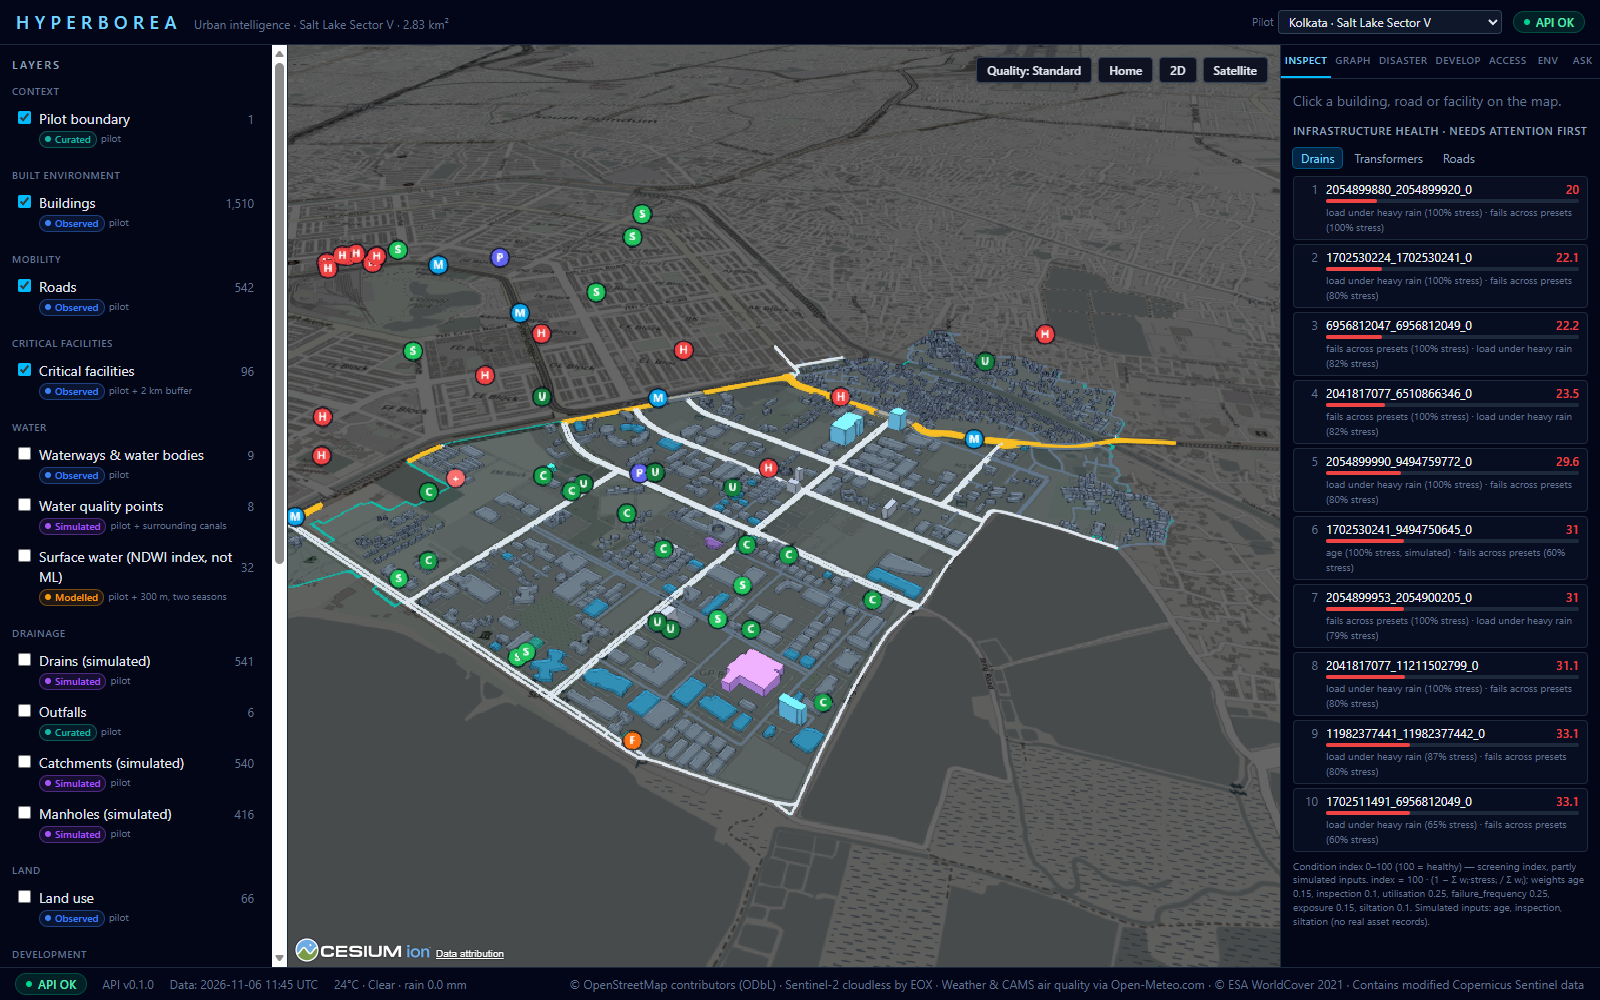 HYPERBOREA Urban intelligence · Salt Lake Sector V · 2.83 km²
Pilot Kolkata · Salt Lake Sector V API OK
LAYERS
CONTEXT
Pilot boundary 1
Curated pilot
BUILT ENVIRONMENT
Buildings 1,510
Observed pilot
MOBILITY
Roads 542
Observed pilot
CRITICAL FACILITIES
Critical facilities 96
Observed pilot + 2 km buffer
WATER
Waterways & water bodies 9
Observed pilot
Water quality points 8
Simulated pilot + surrounding canals
Surface water (NDWI index, not
ML) 32
Modelled pilot + 300 m, two seasons
DRAINAGE
Drains (simulated) 541
Simulated pilot
Outfalls 6
Curated pilot
Catchments (simulated) 540
Simulated pilot
Manholes (simulated) 416
Simulated pilot
LAND
Land use 66
Observed pilot
DEVELOPMENT
Quality: Standard Home 2D Satellite
CESIUM ion Data attribution
INSPECT GRAPH DISASTER DEVELOP ACCESS ENV ASK
Click a building, road or facility on the map.
INFRASTRUCTURE HEALTH · NEEDS ATTENTION FIRST
Drains Transformers Roads
1 2054899880_2054899920_0 20
load under heavy rain (100% stress) · fails across presets
(100% stress)
2 1702530224_1702530241_0 22.1
load under heavy rain (100% stress) · fails across presets
(80% stress)
3 6956812047_6956812049_0 22.2
fails across presets (100% stress) · load under heavy rain
(82% stress)
4 2041817077_6510866346_0 23.5
fails across presets (100% stress) · load under heavy rain
(82% stress)
5 2054899990_9494759772_0 29.6
load under heavy rain (100% stress) · fails across presets
(80% stress)
6 1702530241_9494750645_0 31
age (100% stress, simulated) · fails across presets (60%
stress)
7 2054899953_2054900205_0 31
fails across presets (100% stress) · load under heavy rain
(79% stress)
8 2041817077_11211502799_0 31.1
load under heavy rain (100% stress) · fails across presets
(80% stress)
9 11982377441_11982377442_0 33.1
load under heavy rain (87% stress) · fails across presets
(80% stress)
10 1702511491_6956812049_0 33.1
load under heavy rain (65% stress) · fails across presets
(60% stress)
Condition index 0–100 (100 = healthy) — screening index, partly
simulated inputs. index = 100 · (1 − Σ wᵢ·stressᵢ / Σ wᵢ); weights age
0.15, inspection 0.1, utilisation 0.25, failure_frequency 0.25,
exposure 0.15, siltation 0.1. Simulated inputs: age, inspection,
siltation (no real asset records).
API OK API v0.1.0 Data: 2026-11-06 11:45 UTC 24°C · Clear · rain 0.0 mm
© OpenStreetMap contributors (ODbL) · Sentinel-2 cloudless by EOX · Weather & CAMS air quality via Open-Meteo.com · © ESA WorldCover 2021 · Contains modified Copernicus Sentinel data